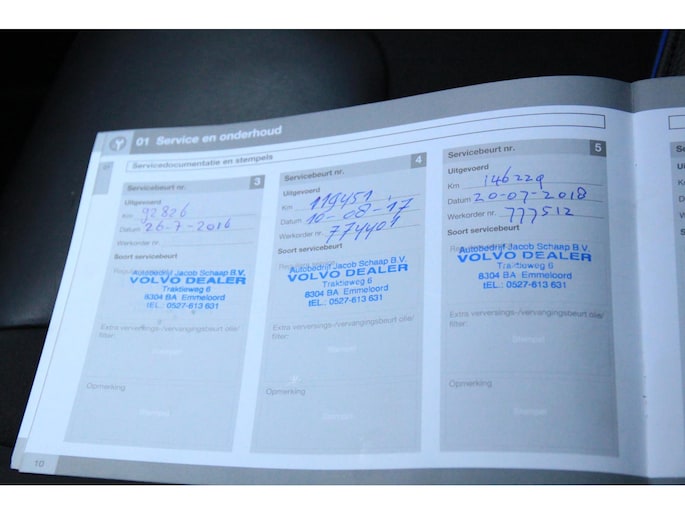 01 Service en onderhoud
Servicedocumentatie en stempels
Servicebeurt nr. 3
Uitgevoerd
Km 92826
Datum 26-7-2016
Werkorder nr.
Soort servicebeurt
Autobedrijf Jacob Schaap B.V.
VOLVO DEALER
Traktieweg 6
8304 BA Emmeloord
tEL.: 0527-613 631
Extra verversings-/vervangingsbeurt olie/
filter:
Stempel
Opmerking
Stempel
Servicebeurt nr. 4
Uitgevoerd
Km 119451
Datum 10-08-17
Werkorder nr. 774401
Soort servicebeurt
Autobedrijf Jacob Schaap B.V.
VOLVO DEALER
Traktieweg 6
8304 BA Emmeloord
tEL.: 0527-613 631
Extra verversings-/vervangingsbeurt olie/
filter:
Stempel
Opmerking
Stempel
Servicebeurt nr. 5
Uitgevoerd
Km 146229
Datum 20-07-2018
Werkorder nr. 777512
Soort servicebeurt
Autobedrijf Jacob Schaap B.V.
VOLVO DEALER
Traktieweg 6
8304 BA Emmeloord
tEL.: 0527-613 631
Extra verversings-/vervangingsbeurt olie/
filter:
Stempel
Opmerking
Stempel
10